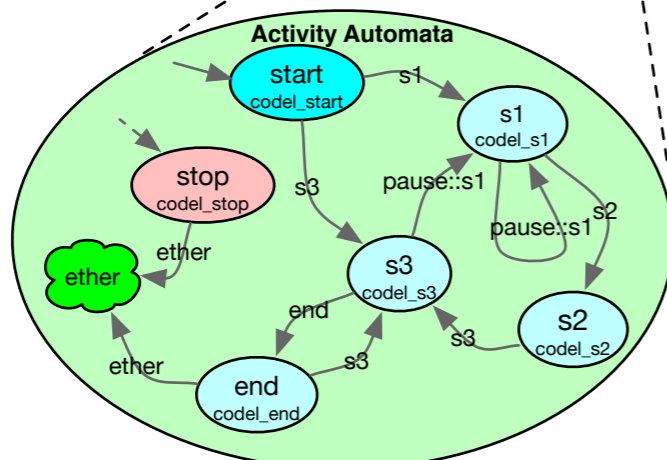 Activity Automata
start
codel_start
s1
s1
codel_s1
stop
codel_stop
s3
pause::s1
pause::s1
s2
ether
ether
s3
codel_s3
end
s2
codel_s2
s3
s3
ether
end
codel_end